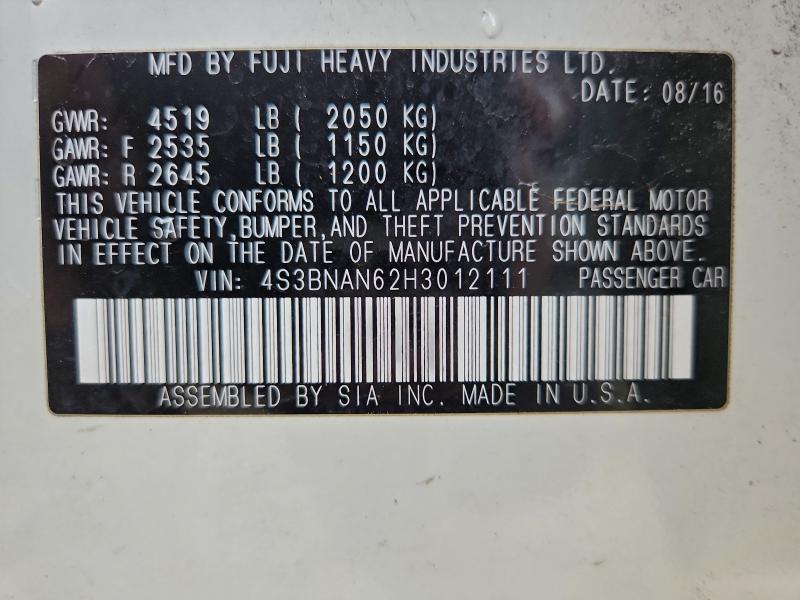 MFD BY FUJI HEAVY INDUSTRIES LTD.
DATE: 08/16
GVWR: 4519 LB ( 2050 KG)
GAWR: F 2535 LB ( 1150 KG)
GAWR: R 2645 LB ( 1200 KG)
THIS VEHICLE CONFORMS TO ALL APPLICABLE FEDERAL MOTOR
VEHICLE SAFETY,BUMPER,AND THEFT PREVENTION STANDARDS
IN EFFECT ON THE DATE OF MANUFACTURE SHOWN ABOVE.
VIN: 4S3BNAN62H3012111 PASSENGER CAR
ASSEMBLED BY SIA INC. MADE IN U.S.A.